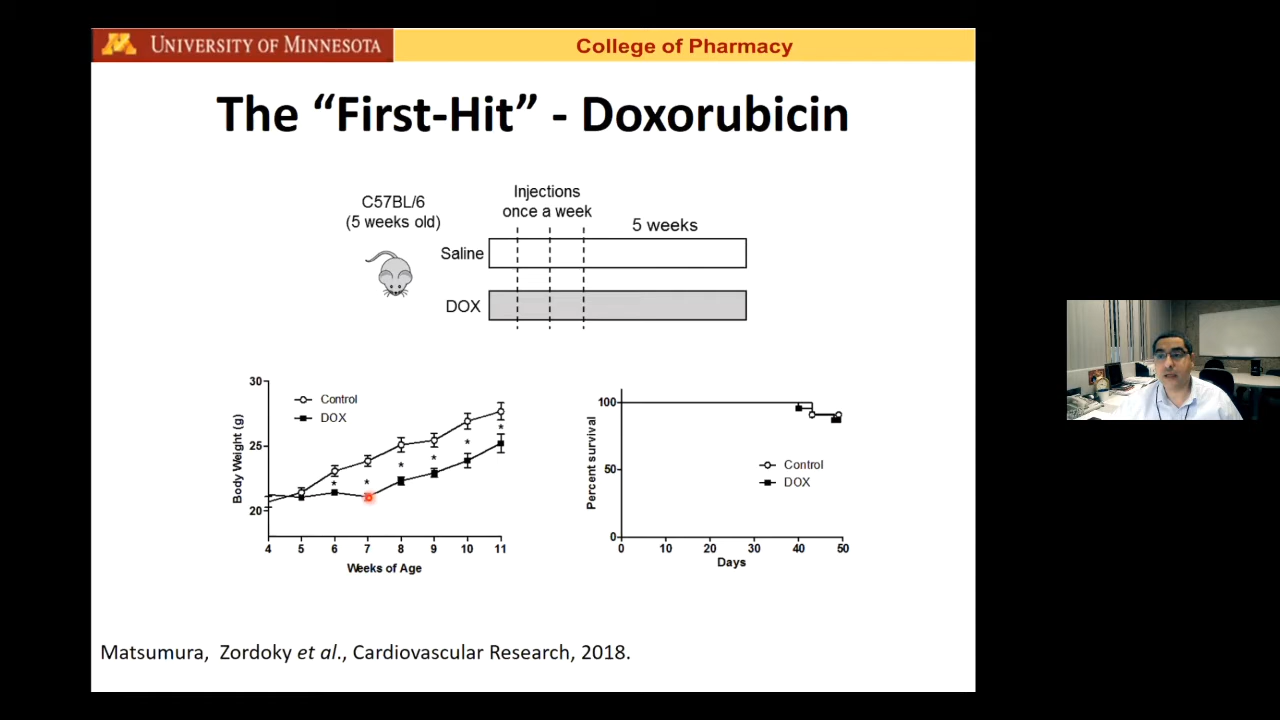 UNIVERSITY OF MINNESOTA
College of Pharmacy
The “First-Hit” - Doxorubicin
C57BL/6
(5 weeks old)
Injections
once a week
5 weeks
Saline
DOX
30
25
20
Body Weight (g)
Control
DOX
*
*
*
*
*
*
4 5 6 7 8 9 10 11
Weeks of Age
100
50
0
Percent survival
Control
DOX
0 10 20 30 40 50
Days
Matsumura, Zordoky et al., Cardiovascular Research, 2018.